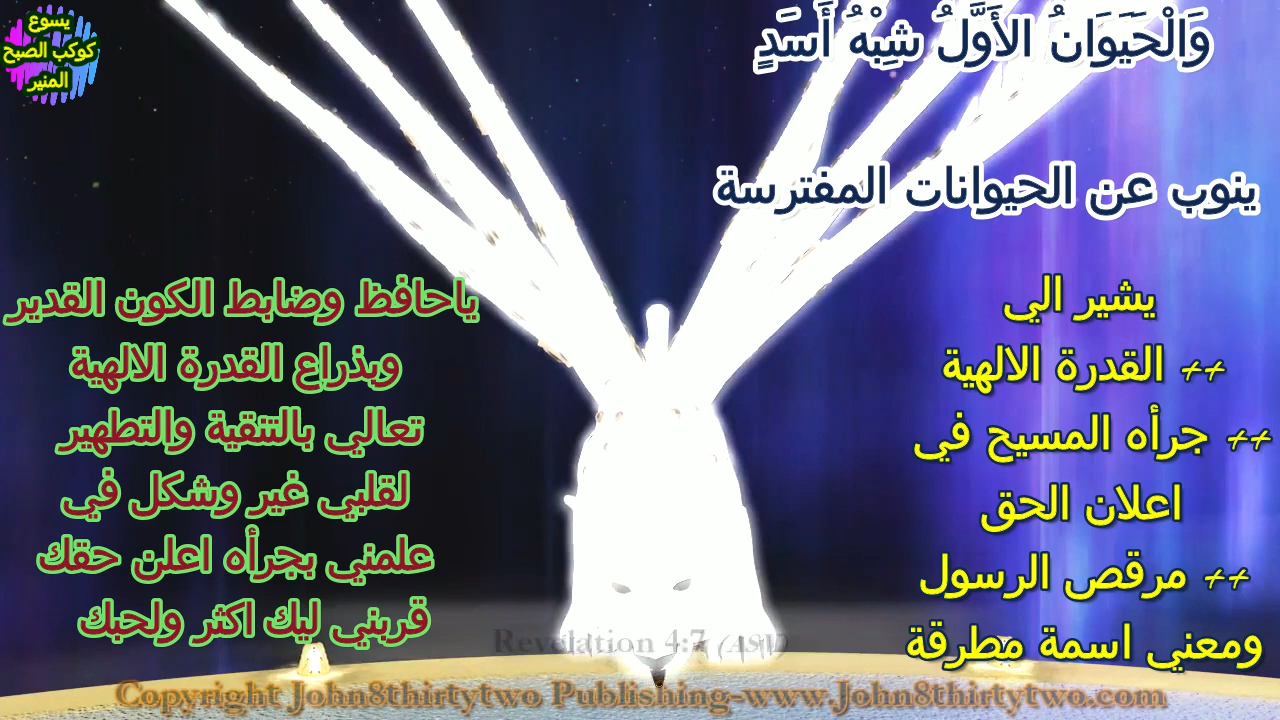 يسوع
كوكب الصبح
المنير
وَالْحَيَوَانُ الأَوَّلُ شِبْهُ أَسَدٍ
ينوب عن الحيوانات المفترسة
يشير الي
++ القدرة الالهية
++ جرأه المسيح في
اعلان الحق
++ مرقص الرسول
ومعني اسمة مطرقة
ياحافظ وضابط الكون القدير
وبذراع القدرة الالهية
تعالي بالتنقية والتطهير
لقلبي غير وشكل في
علمني بجرأه اعلن حقك
قربني ليك اكثر ولحبك
Revelation 4:7 (ASV)
Copyright John8thirtytwo Publishing-www.John8thirtytwo.com